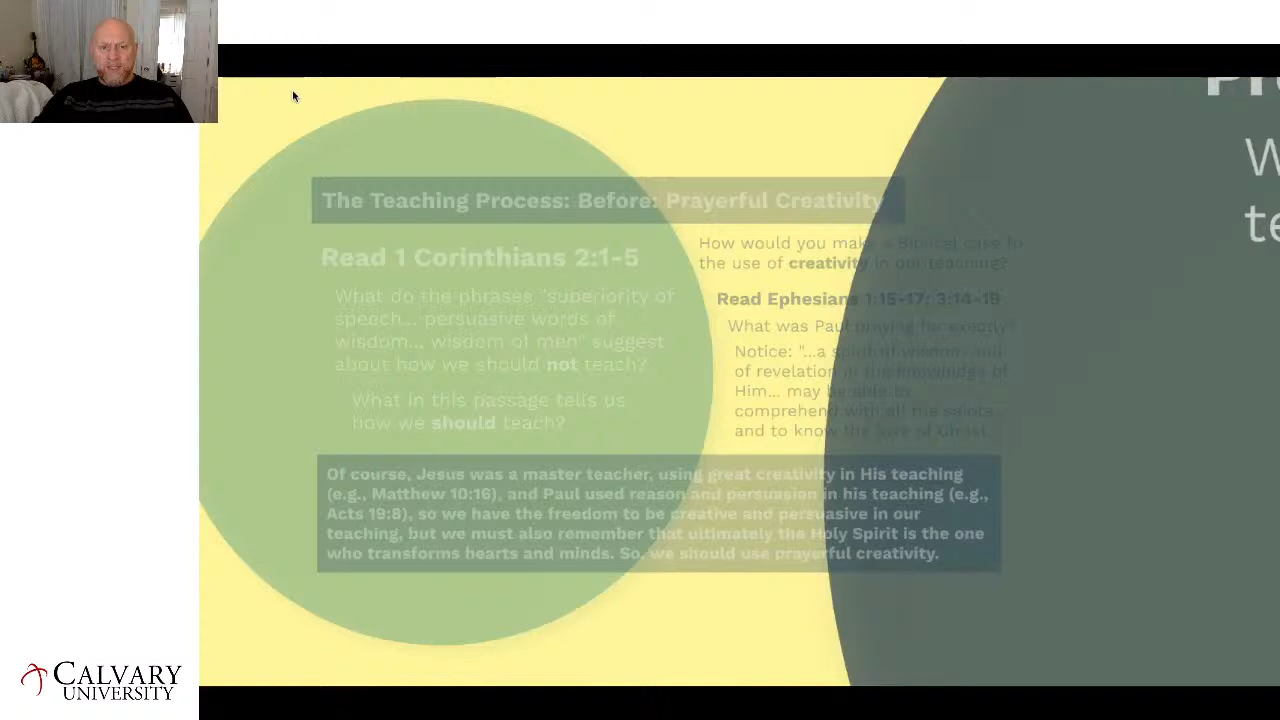 The Teaching Process: Before: Prayerful Creativity
Read 1 Corinthians 2:1-5
What do the phrases "superiority of
speech... persuasive words of
wisdom... wisdom of men" suggest
about how we should not teach?
What in this passage tells us
how we should teach?
How would you make a Biblical case to
the use of creativity in our teaching?
Read Ephesians 1:15-17; 3:14-19
What was Paul praying for exactly?
Notice: "...a spirit of wisdom and
of revelation in the knowledge of
Him... may be able to
comprehend with all the saints...
and to know the love of Christ
Of course, Jesus was a master teacher, using great creativity in His teaching
(e.g., Matthew 10:16), and Paul used reason and persuasion in his teaching (e.g.,
Acts 19:8), so we have the freedom to be creative and persuasive in our
teaching, but we must also remember that ultimately the Holy Spirit is the one
who transforms hearts and minds. So, we should use prayerful creativity.
CALVARY
UNIVERSITY